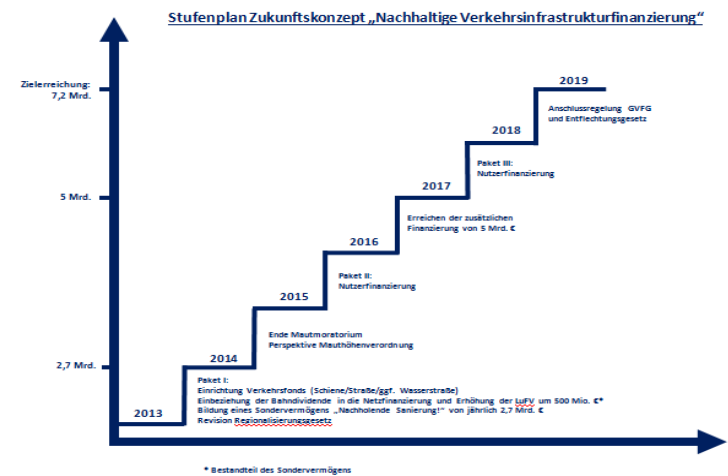 Stufenplan Zukunftskonzept „Nachhaltige Verkehrsinfrastrukturfinanzierung“
Zielerreichung:
7,2 Mrd.
2019
Anschlussregelung GVFG
und Entflechtungsgesetz
2018
Paket III:
Nutzerfinanzierung
5 Mrd.
2017
Erreichen der zusätzlichen
Finanzierung von 5 Mrd. €
2016
Paket II:
Nutzerfinanzierung
2015
Ende Mautmoratorium
Perspektive Mauthöhenverordnung
2,7 Mrd.
2014
Paket I:
Einrichtung Verkehrsfonds (Schiene/Straße/ggf. Wasserstraße)
Einbeziehung der Bahndividende in die Netzfinanzierung und Erhöhung der LuFV um 500 Mio. €*
Bildung eines Sondervermögens „Nachholende Sanierung!“ von jährlich 2,7 Mrd. €
Revision Regionalisierungsgesetz
2013
* Bestandteil des Sondervermögens